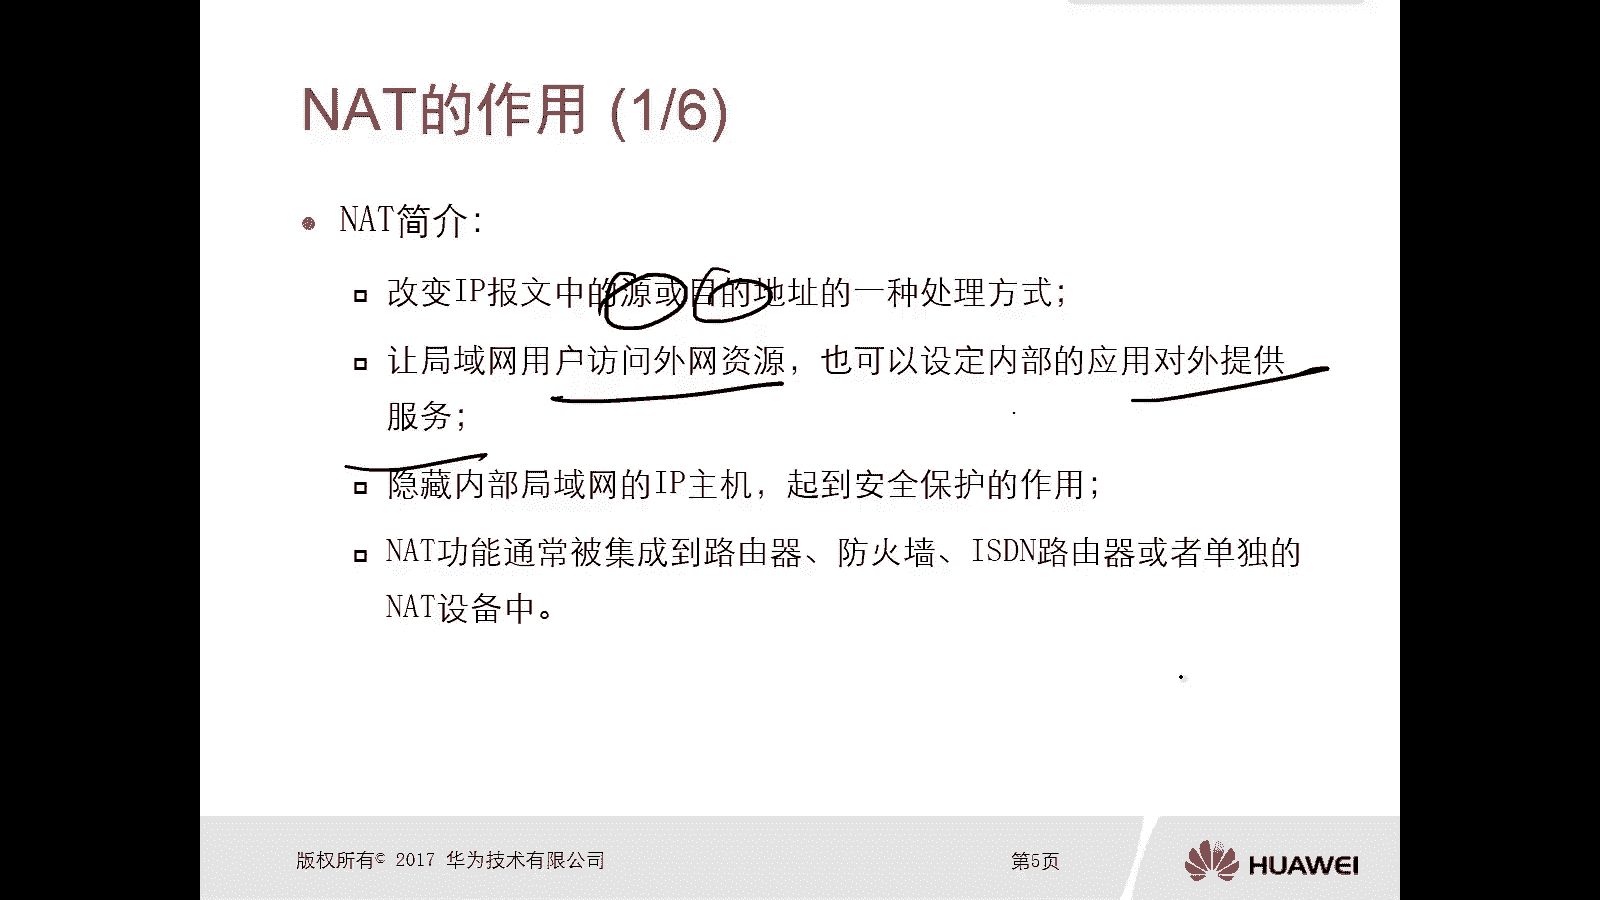 NAT的作用 (1/6)
NAT简介：
改变IP报文中的源或目的地址的一种处理方式；
让局域网用户访问外网资源，也可以设定内部的应用对外提供
服务；
隐藏内部局域网的IP主机，起到安全保护的作用；
NAT功能通常被集成到路由器、防火墙、ISDN路由器或者单独的
NAT设备中。
版权所有© 2017 华为技术有限公司
第5页
HUAWEI